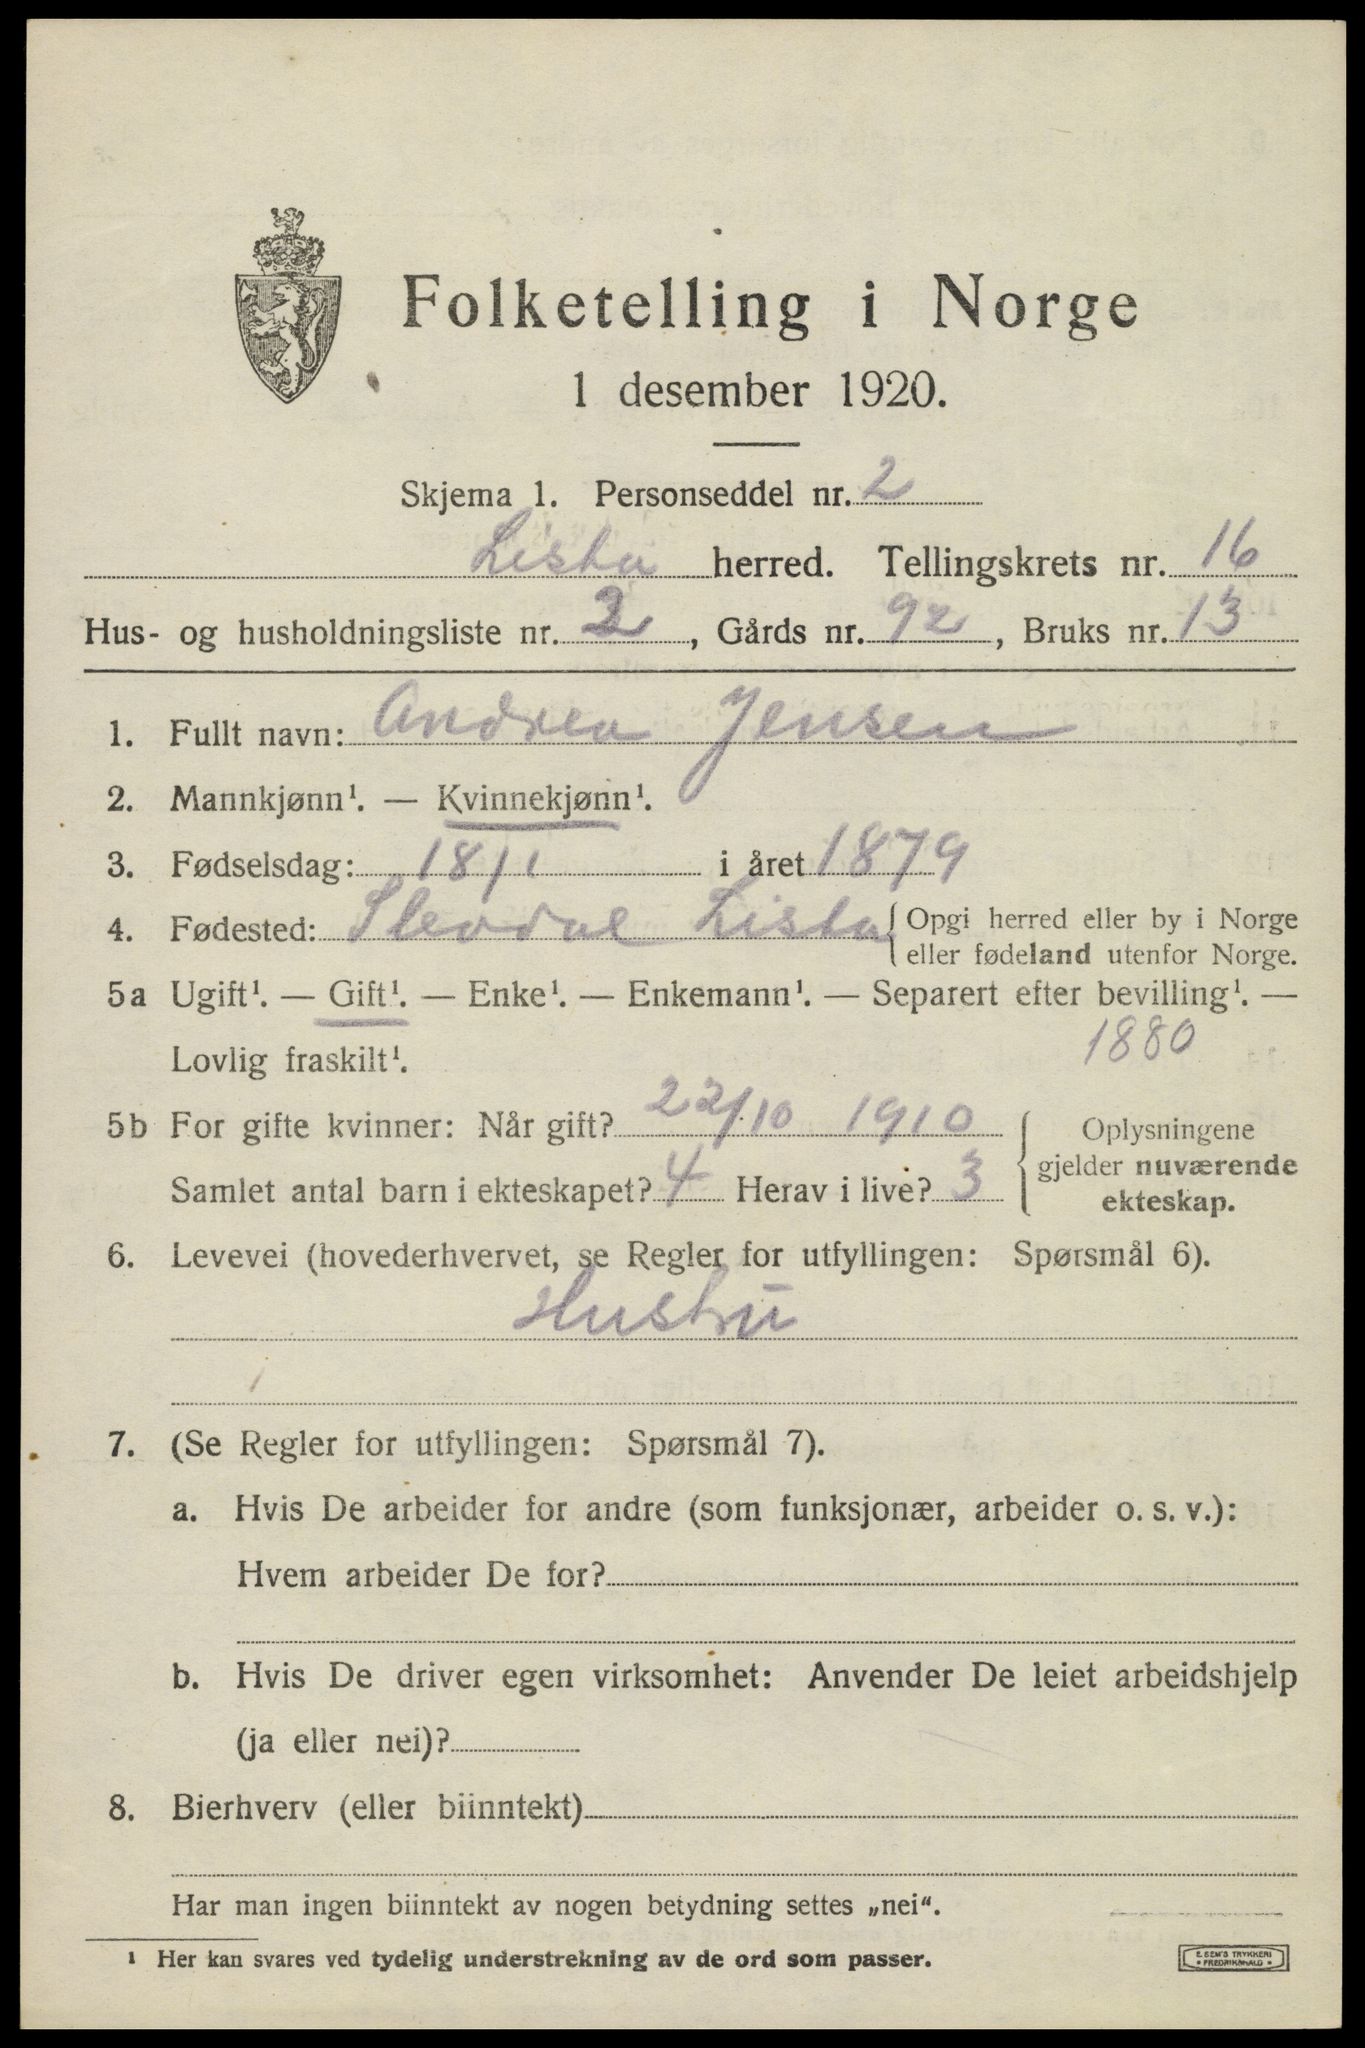 Folketelling i Norge
1 desember 1920.
Skjema 1. Personseddel nr. 2
Lista herred. Tellingskrets nr. 16
Hus- og husholdningsliste nr. 2, Gårds nr. 92, Bruks nr. 13
1. Fullt navn: Andrea Jensen
2. Mannkjønn¹. — Kvinnekjønn¹.
3. Fødselsdag: 18/1 i året 1879
4. Fødested: Slevdal Lista {Opgi herred eller by i Norge
eller fødeland utenfor Norge.
5a Ugift¹. — Gift¹. — Enke¹. — Enkemann¹. — Separert efter bevilling¹. —
Lovlig fraskilt¹. 1880
5b For gifte kvinner: Når gift? 22/10 1910 Oplysningene
gjelder nuværende
Samlet antal barn i ekteskapet? 4 Herav i live? 3 ekteskap.
6. Levevei (hovederhvervet, se Regler for utfyllingen: Spørsmål 6).
Hustru
7. (Se Regler for utfyllingen: Spørsmål 7).
a. Hvis De arbeider for andre (som funksjonær, arbeider o. s. v.):
Hvem arbeider De for?
b. Hvis De driver egen virksomhet: Anvender De leiet arbeidshjelp
(ja eller nei)?
8. Bierhverv (eller biinntekt)
Har man ingen biinntekt av nogen betydning settes „nei“.
¹ Her kan svares ved tydelig understrekning av de ord som passer.
E. SEM'S TRYKKERI
FREDRIKSHALD